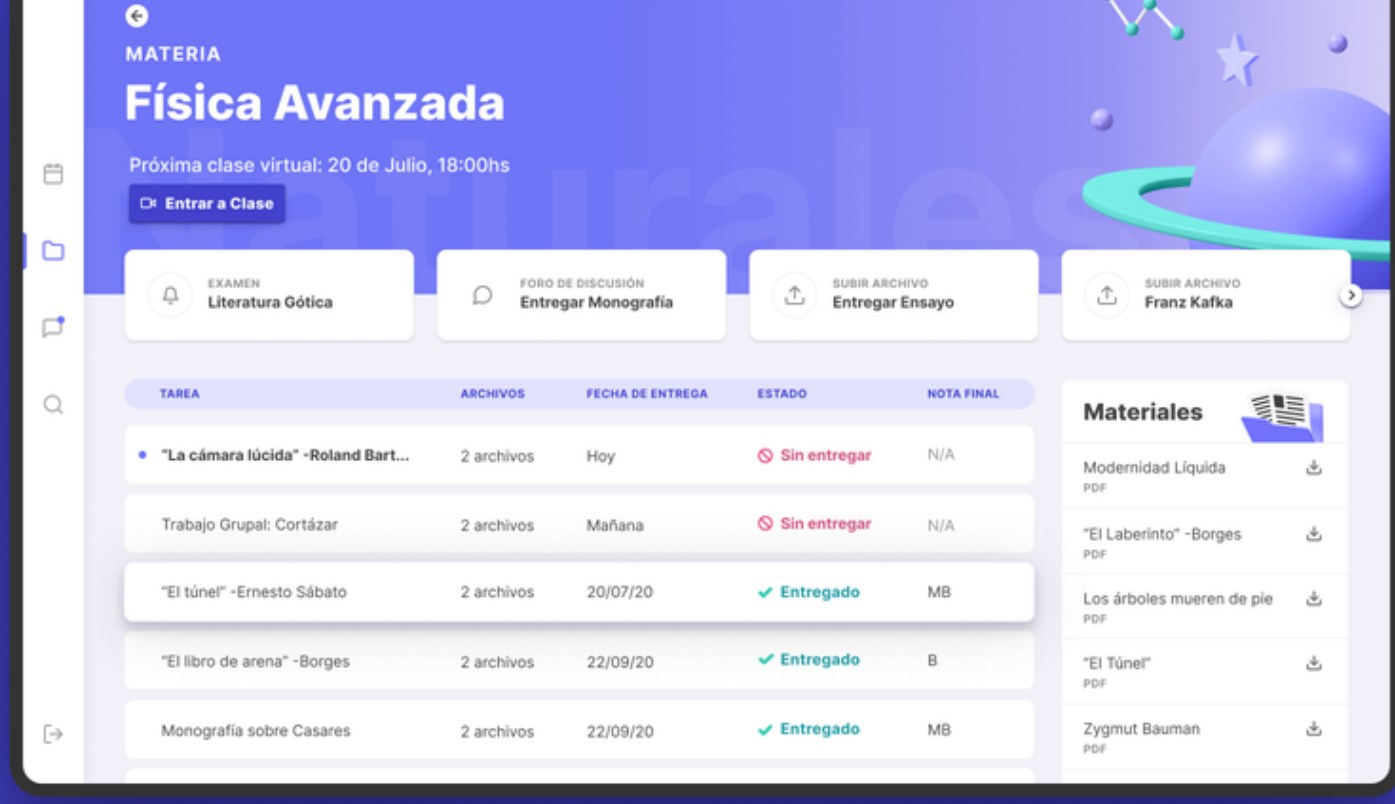 MATERIA
Física Avanzada
Naturales
Próxima clase virtual: 20 de Julio, 18:00hs
Entrar a Clase
EXAMEN
Literatura Gótica
FORO DE DISCUSIÓN
Entregar Monografía
SUBIR ARCHIVO
Entregar Ensayo
SUBIR ARCHIVO
Franz Kafka
TAREA ARCHIVOS FECHA DE ENTREGA ESTADO NOTA FINAL
"La cámara lúcida" -Roland Bart... 2 archivos Hoy Sin entregar N/A
Trabajo Grupal: Cortázar 2 archivos Mañana Sin entregar N/A
"El túnel" -Ernesto Sábato 2 archivos 20/07/20 Entregado MB
"El libro de arena" -Borges 2 archivos 22/09/20 Entregado B
Monografía sobre Casares 2 archivos 22/09/20 Entregado MB
Materiales
Modernidad Líquida
PDF
"El Laberinto" -Borges
PDF
Los árboles mueren de pie
PDF
"El Túnel"
PDF
Zygmut Bauman
PDF